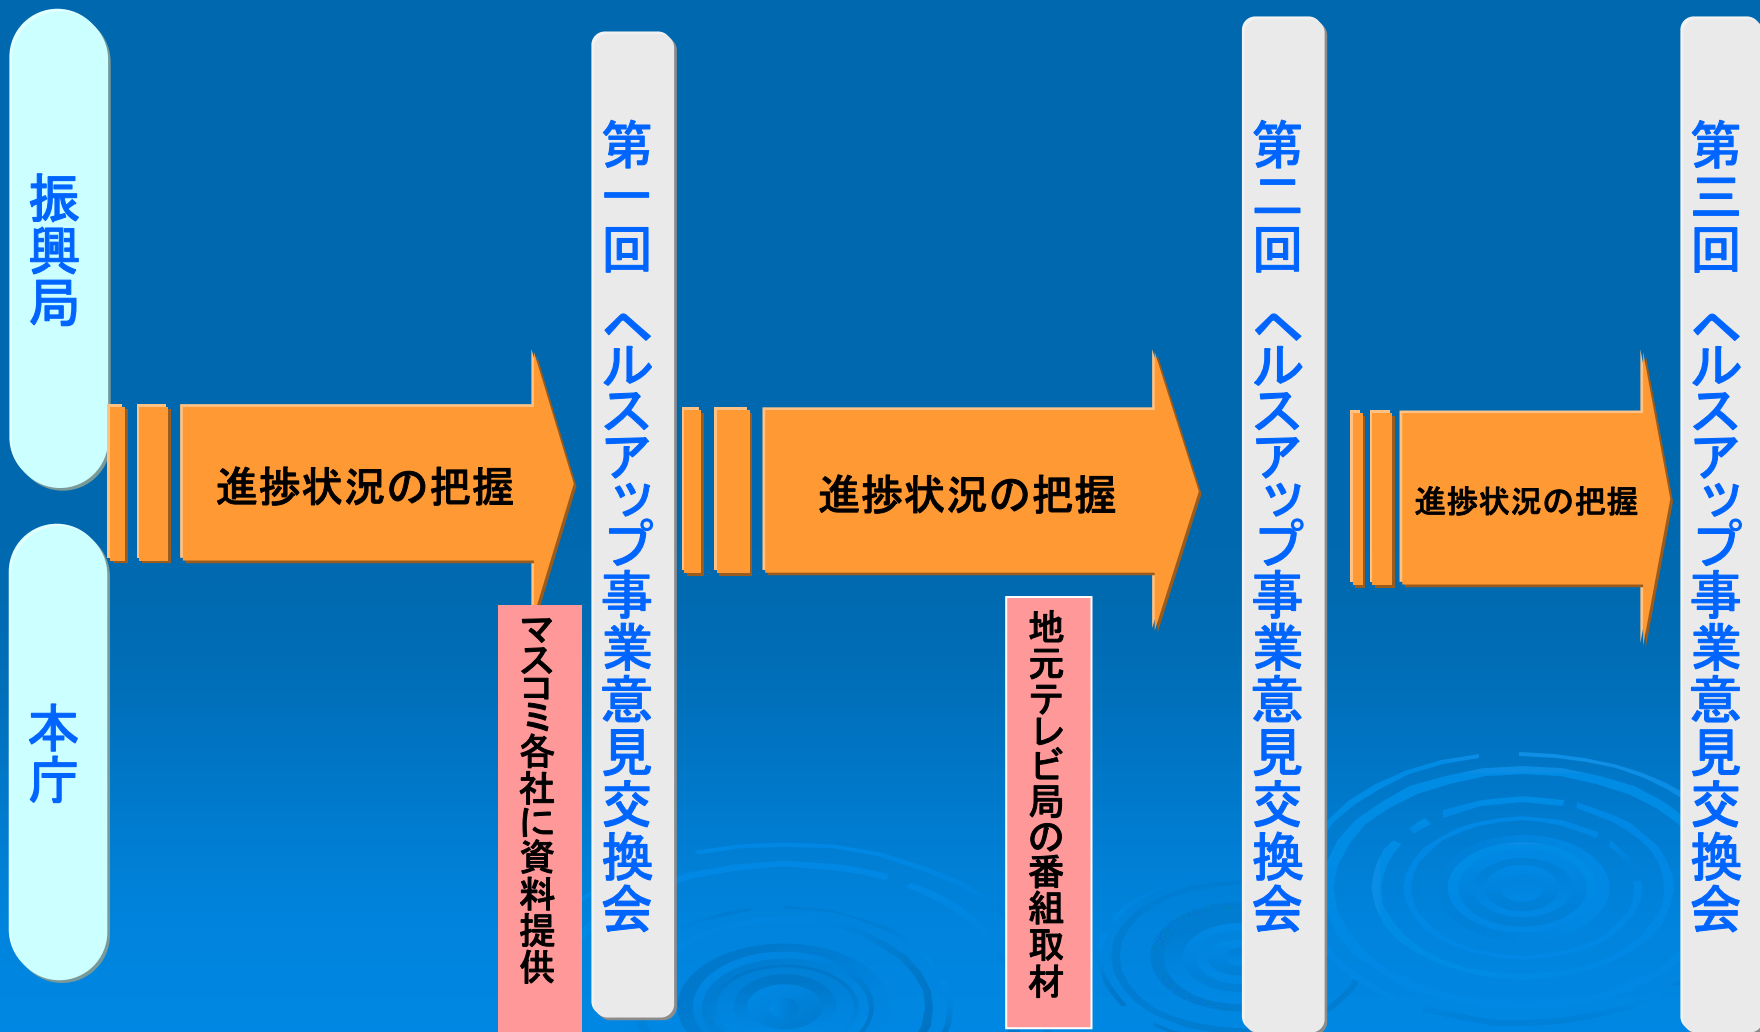 振興局
本庁
進捗状況の把握
マスコミ各社に資料提供
第一回 ヘルスアップ事業意見交換会
進捗状況の把握
地元テレビ局の番組取材
第二回 ヘルスアップ事業意見交換会
進捗状況の把握
第三回 ヘルスアップ事業意見交換会